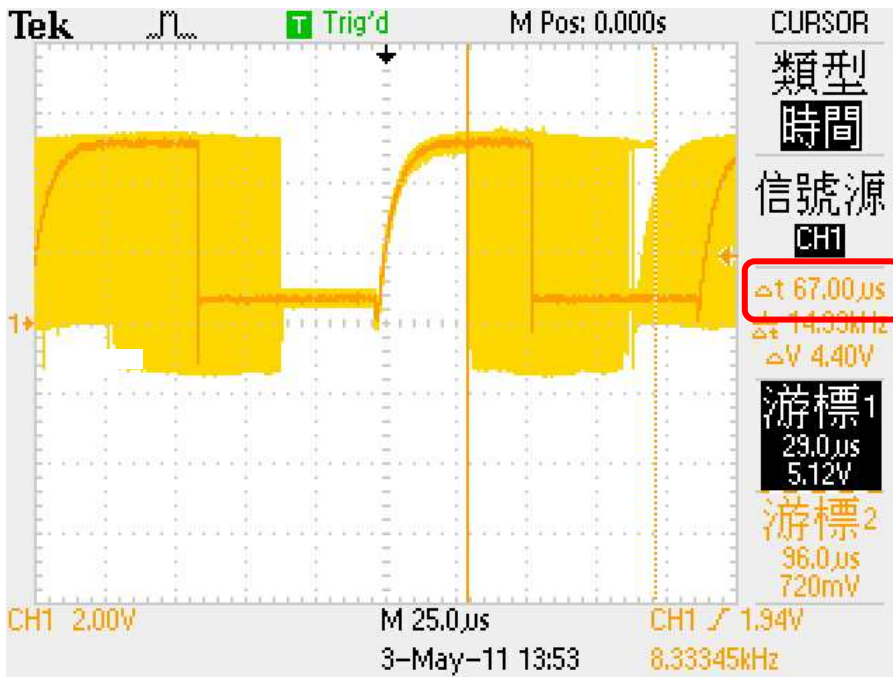 Tek T Trig'd M Pos: 0.000s CURSOR
類型
時間
信號源
CH1
△t 67.00µs
△V 4.40V
游標1
29.0µs
5.12V
游標2
96.0µs
720mV
1
CH1 2.00V M 25.0µs CH1 1.94V
3-May-11 13:53 8.33345kHz